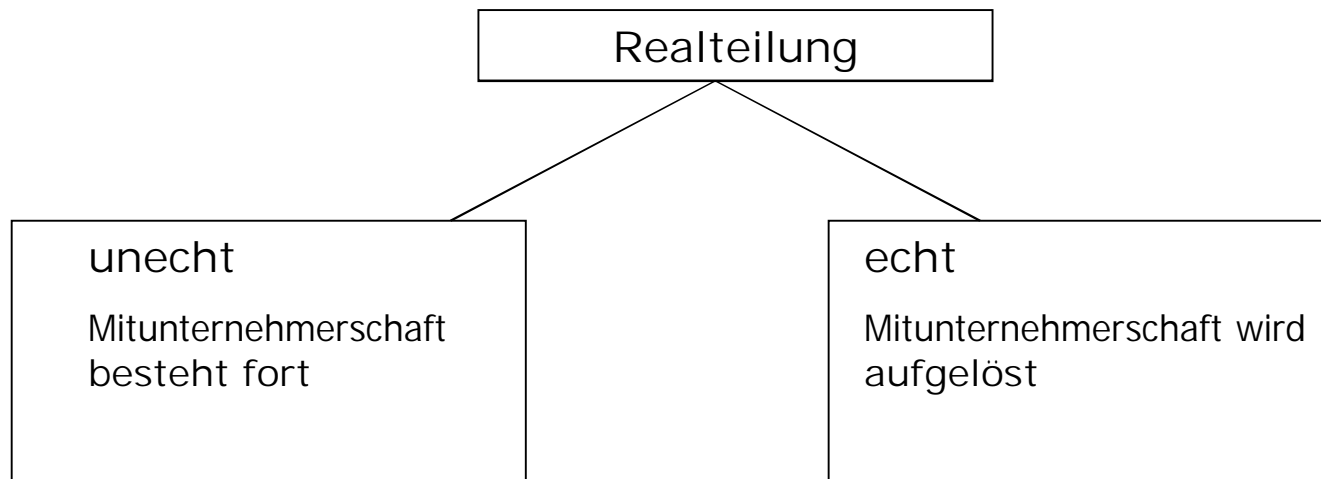 Realteilung
unecht
Mitunternehmerschaft
besteht fort
echt
Mitunternehmerschaft wird
aufgelöst